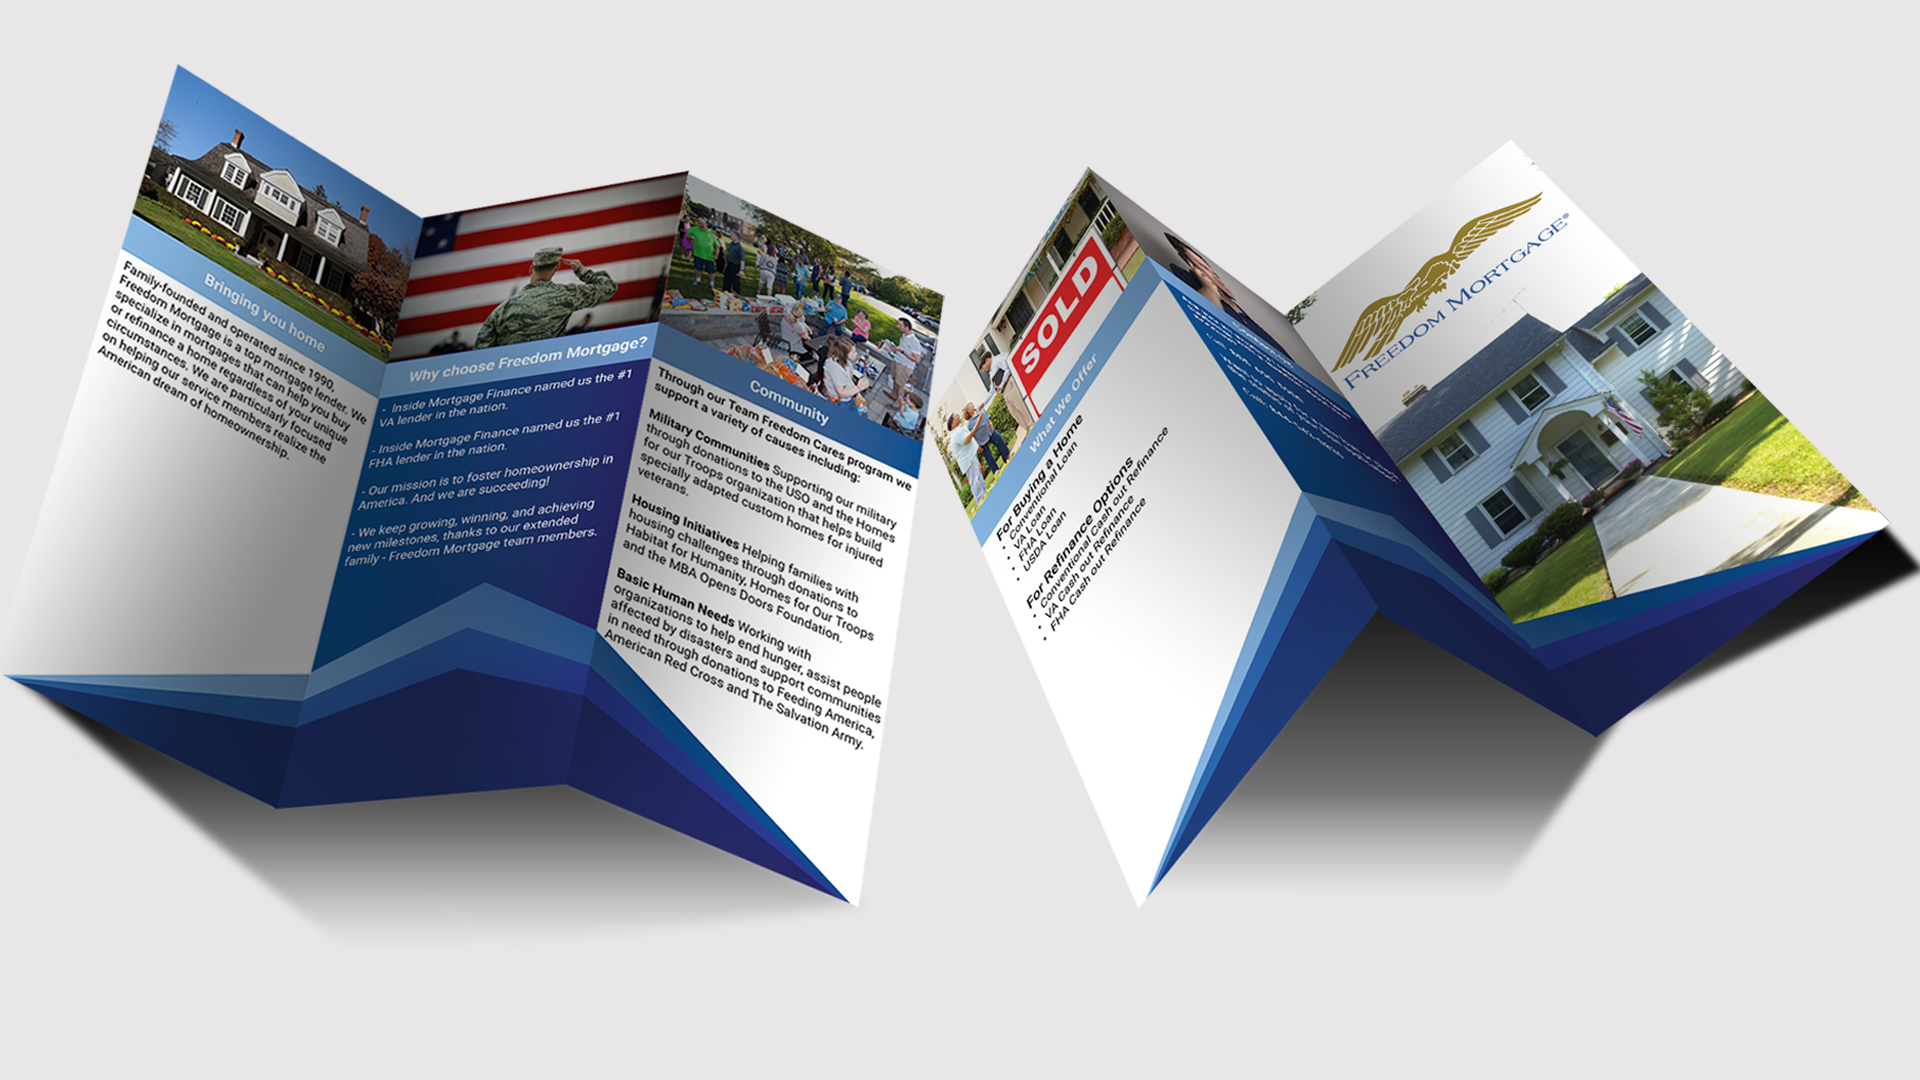 Bringing you home
Family-founded and operated since 1990,
Freedom Mortgage is a top mortgage lender. We
specialize in mortgages that can help you buy
or refinance a home regardless of your unique
circumstances. We are particularly focused
on helping our service members realize the
American dream of homeownership.
Why choose Freedom Mortgage?
- Inside Mortgage Finance named us the #1
VA lender in the nation.
- Inside Mortgage Finance named us the #1
FHA lender in the nation.
- Our mission is to foster homeownership in
America. And we are succeeding!
- We keep growing, winning, and achieving
new milestones, thanks to our extended
family - Freedom Mortgage team members.
Community
Through our Team Freedom Cares program we
support a variety of causes including:
Military Communities Supporting our military
through donations to the USO and the Homes
for our Troops organization that helps build
specially adapted custom homes for injured
veterans.
Housing Initiatives Helping families with
housing challenges through donations to
Habitat for Humanity, Homes for Our Troops
and the MBA Opens Doors Foundation.
Basic Human Needs Working with
organizations to help end hunger, assist people
affected by disasters and support communities
in need through donations to Feeding America,
American Red Cross and The Salvation Army.
SOLD
What We Offer
For Buying a Home
• Conventional Loan
• VA Loan
• FHA Loan
• USDA Loan
For Refinance Options
• Conventional Cash out Refinance
• VA Cash out Refinance
• FHA Cash out Refinance
FREEDOM MORTGAGE®